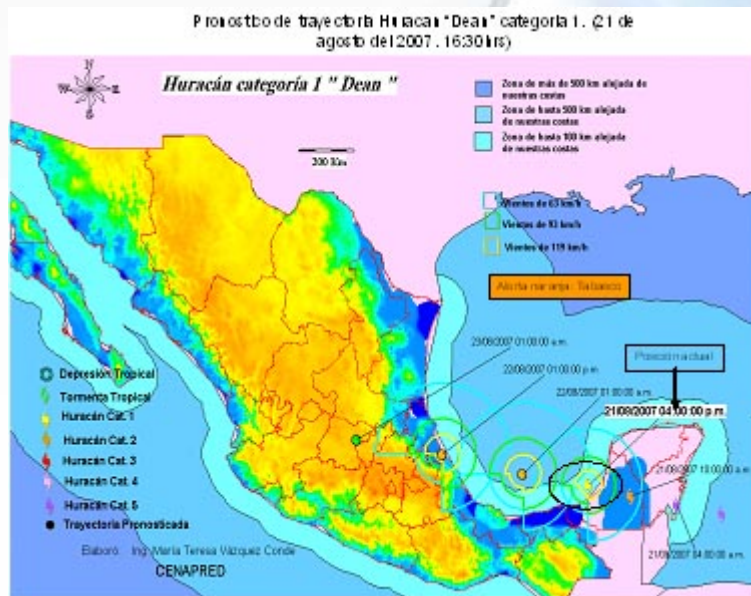 Pronostico de trayectoria Huracan "Dean" categoria 1. (21 de
agosto del 2007, 16:30 hrs)
N
W
E
S
Huracán categoría 1 " Dean "
200 Km
Zona de más de 500 km alejada de
nuestras costas
Zona de hasta 500 km alejada
de nuestras costas
Zona de hasta 100 km alejada
de nuestras costas
Vientos de 63 km/h
Vientos de 93 km/h
Vientos de 119 km/h
Alerta naranja: Tabasco
23/08/2007 01:00:00 a.m.
Posición actual
22/08/2007 01:00:00 p.m.
22/08/2007 01:00:00 a.m.
21/08/2007 04:00:00 p.m.
21/08/2007 10:00:00 a.m
21/08/2007 04:00:00 a.m.
Depresión Tropical
Tormenta Tropical
Huracán Cat. 1
Huracán Cat. 2
Huracán Cat. 3
Huracán Cat. 4
Huracán Cat. 5
Trayectoria Pronosticada
Elaboró: Ing. María Teresa Vázquez Conde
CENAPRED